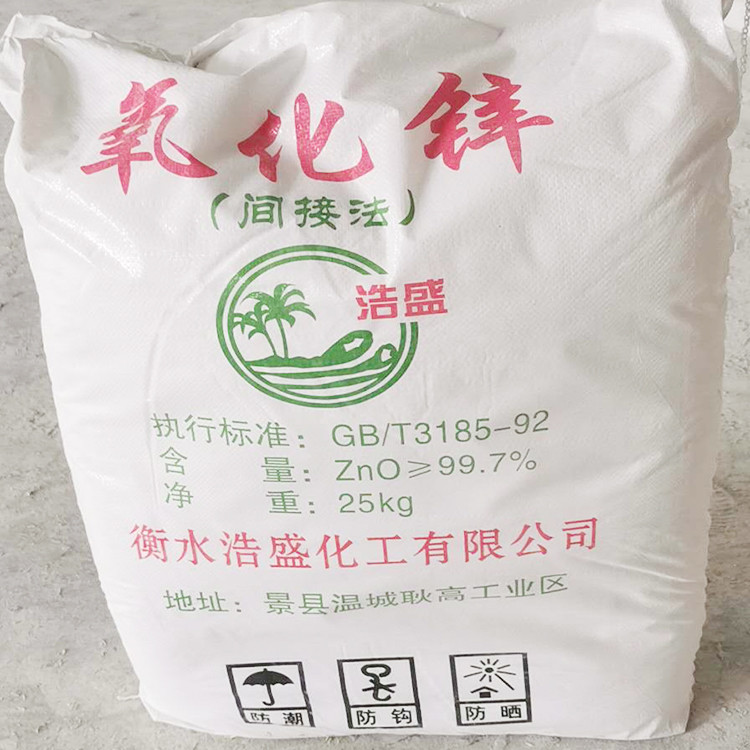 氧化锌
(间接法)
浩盛
执行标准: GB/T3185-92
含量: ZnO≥99.7%
净重: 25kg
衡水浩盛化工有限公司
地址: 景县温城耿高工业区
防潮 防钩 防晒